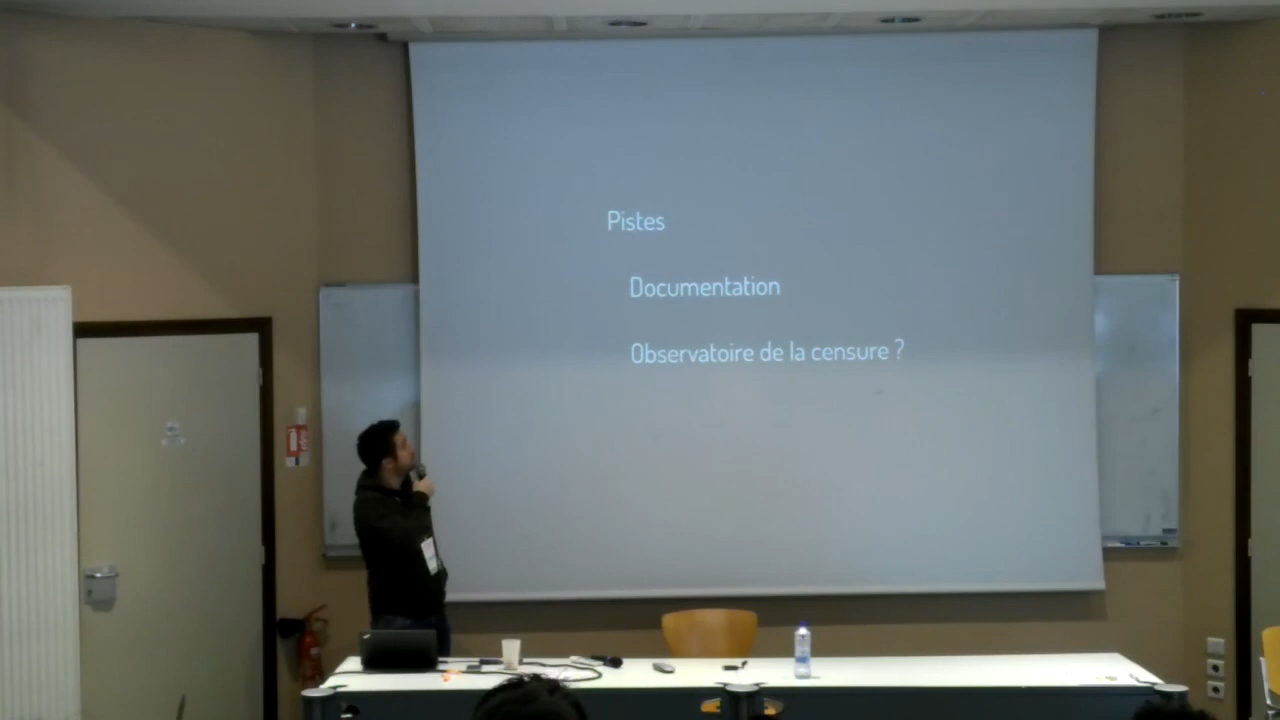 Pistes
Documentation
Observatoire de la censure ?